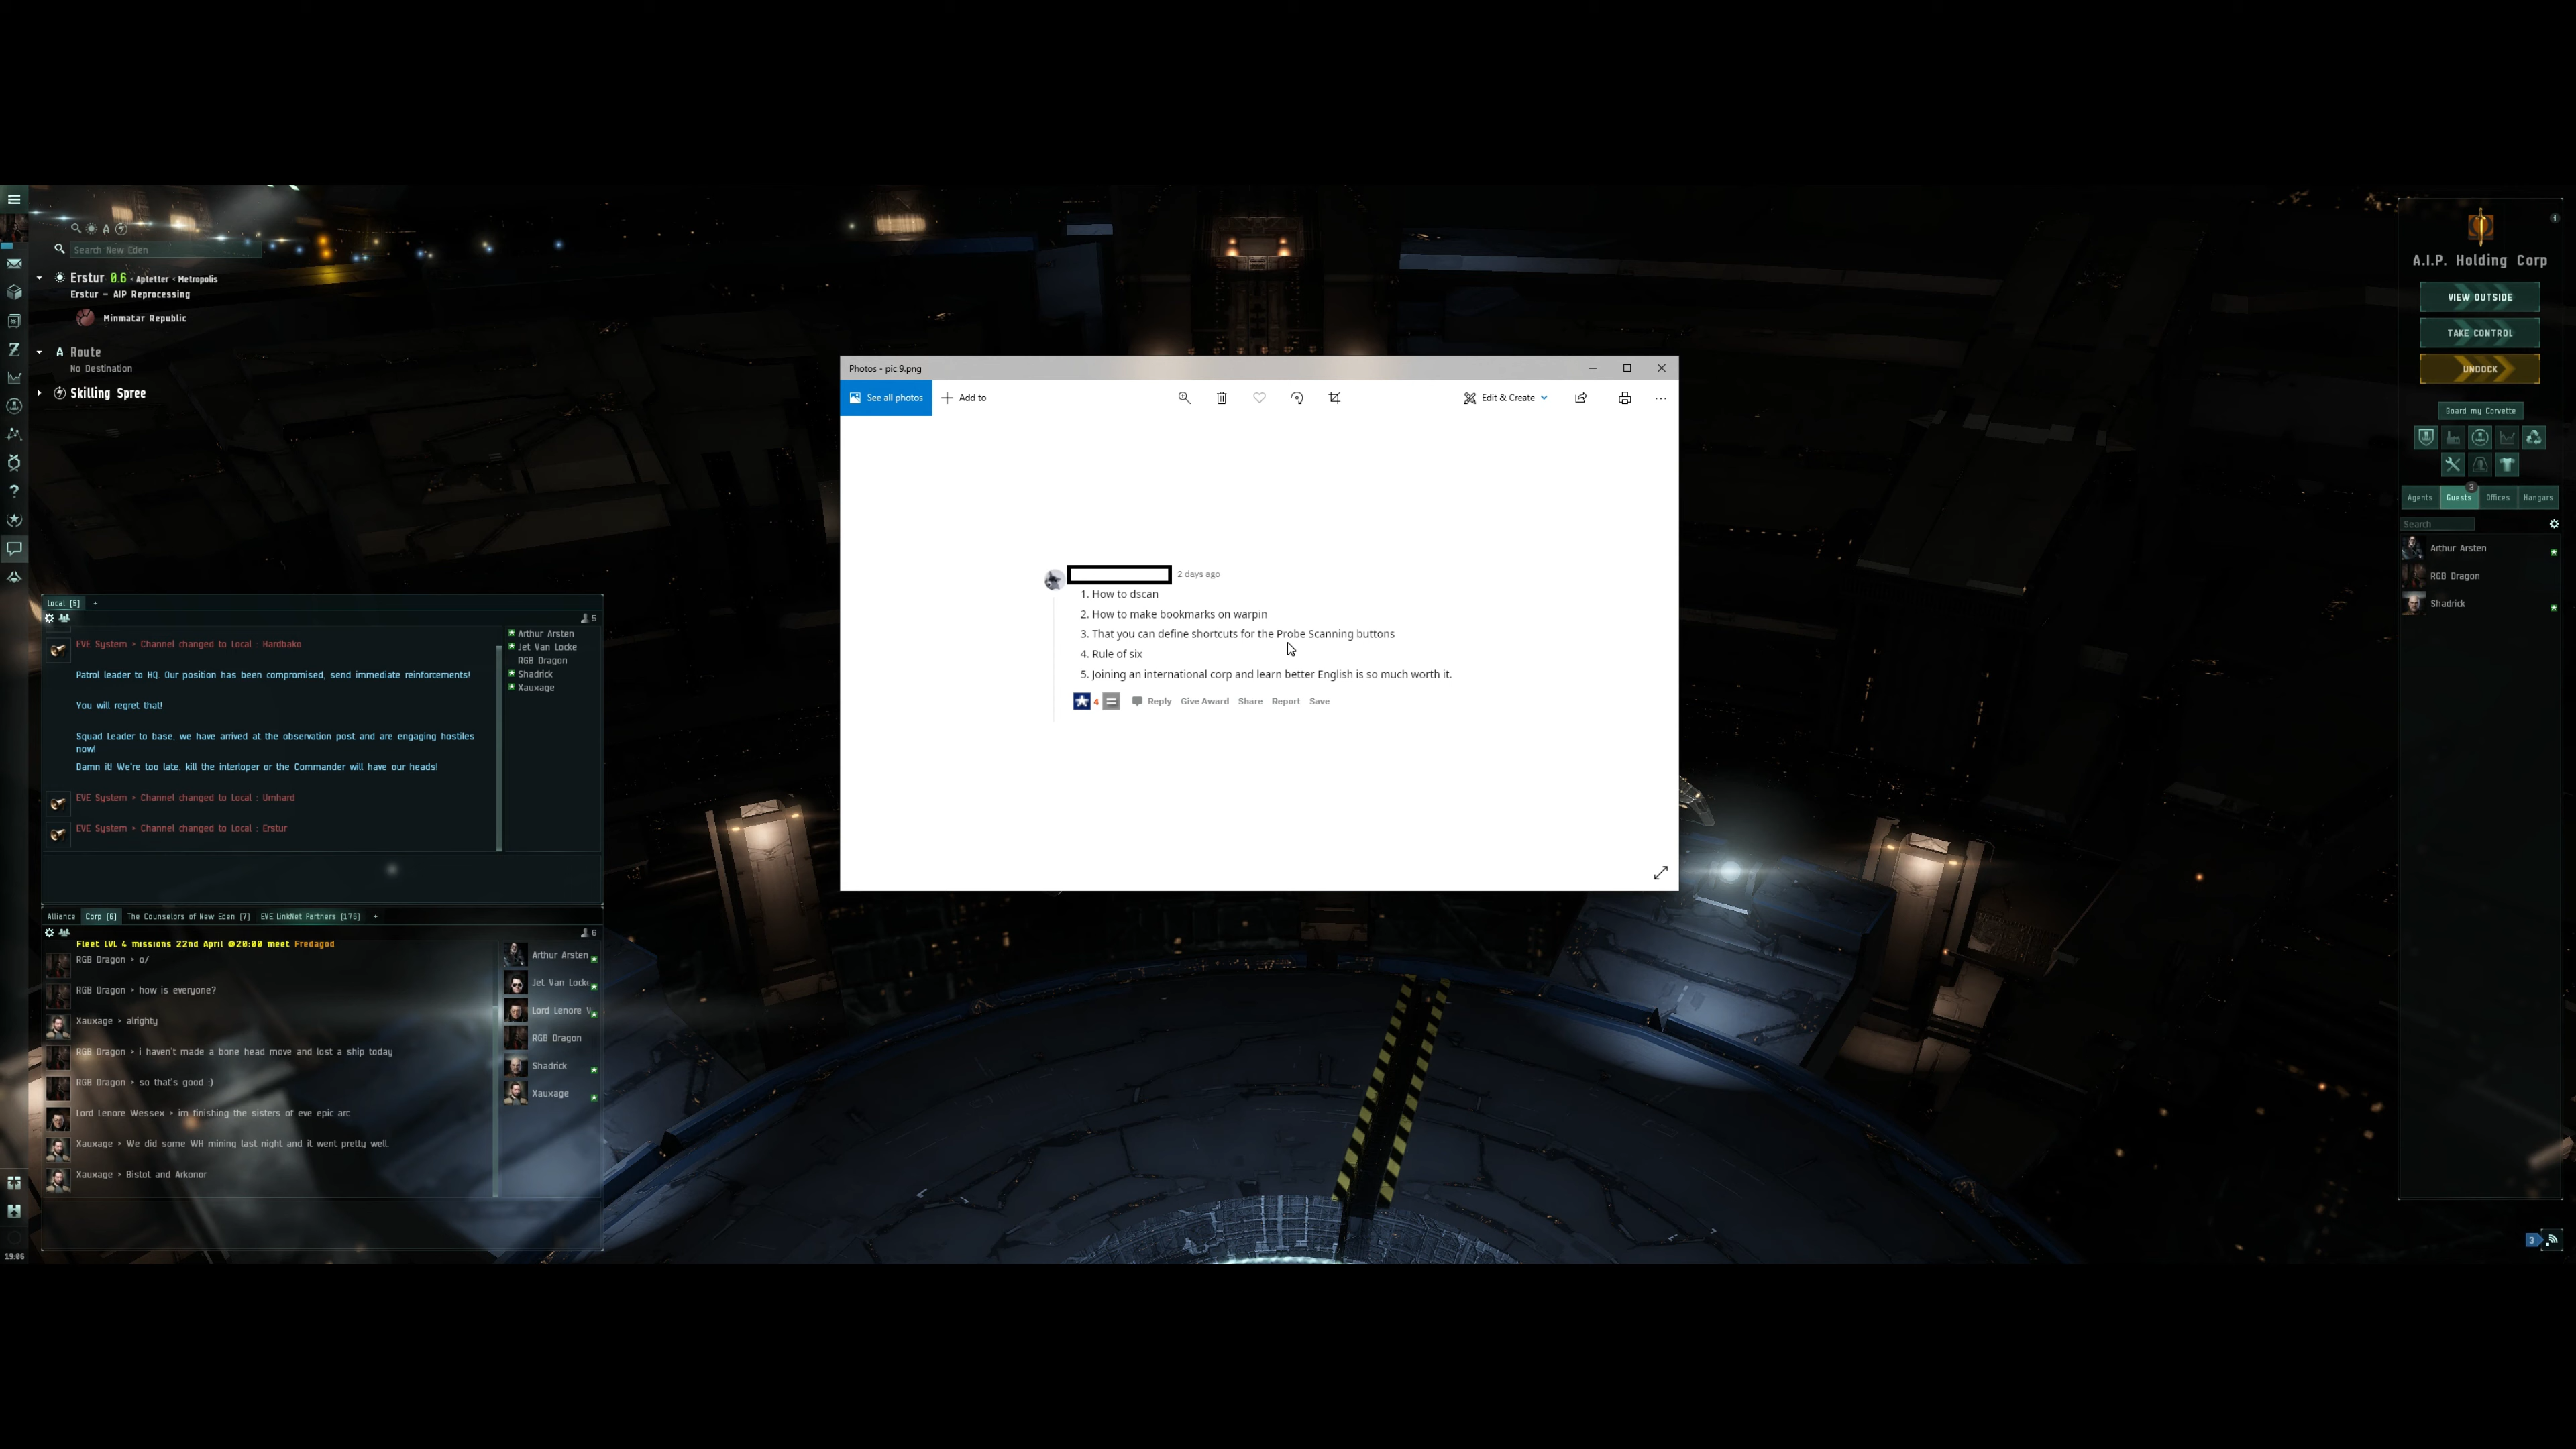 Search New Eden
Erstur 0.6 < Aptetter < Metropolis
Erstur - AIP Reprocessing
Minmatar Republic
A Route
No Destination
Skilling Spree
Local [5] +
5
EVE System > Channel changed to Local : Hardbako
Patrol leader to HQ. Our position has been compromised, send immediate reinforcements!
You will regret that!
Squad Leader to base, we have arrived at the observation post and are engaging hostiles
now!
Damn it! We're too late, kill the interloper or the Commander will have our heads!
EVE System > Channel changed to Local : Umhard
EVE System > Channel changed to Local : Erstur
Arthur Arsten
Jet Van Locke
RGB Dragon
Shadrick
Xauxage
Alliance Corp [6] The Counselors of New Eden [7] EVE LinkNet Partners [176] +
6
Fleet LVL 4 missions 22nd April @20:00 meet Fredagod
RGB Dragon > o/
RGB Dragon > how is everyone?
Xauxage > alrighty
RGB Dragon > i haven't made a bone head move and lost a ship today
RGB Dragon > so that's good :)
Lord Lenore Wessex > im finishing the sisters of eve epic arc
Xauxage > We did some WH mining last night and it went pretty well.
Xauxage > Bistot and Arkonor
Arthur Arsten
Jet Van Locke
Lord Lenore W
RGB Dragon
Shadrick
Xauxage
19:06
Photos - pic 9.png
See all photos
Add to
Edit & Create
2 days ago
1. How to dscan
2. How to make bookmarks on warpin
3. That you can define shortcuts for the Probe Scanning buttons
4. Rule of six
5. Joining an international corp and learn better English is so much worth it.
4 Reply Give Award Share Report Save
A.I.P. Holding Corp
VIEW OUTSIDE
TAKE CONTROL
UNDOCK
Board my Corvette
3
Agents Guests Offices Hangars
Search
Arthur Arsten
RGB Dragon
Shadrick
3